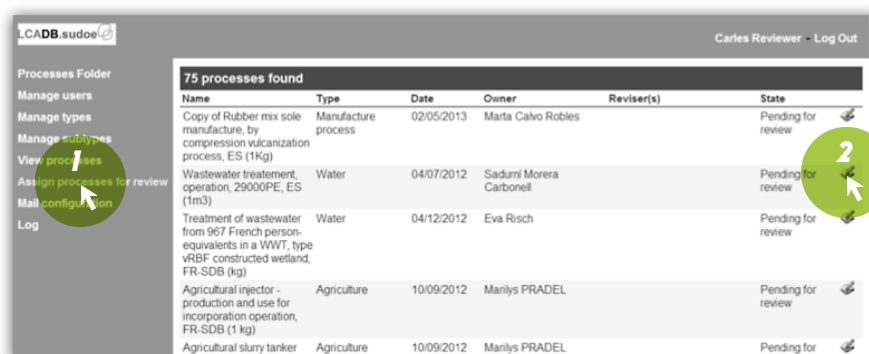 LCADB.sudoe
Carles Reviewer - Log Out
Processes Folder
Manage users
Manage types
Manage subtypes
View processes
Assign processes for review
Mail configuration
Log
1
75 processes found
Name Type Date Owner Reviser(s) State
Copy of Rubber mix sole Manufacture 02/05/2013 Marta Calvo Robles Pending for
manufacture, by process review
compression vulcanization
process, ES (1Kg)
Wastewater treatement, Water 04/07/2012 Sadurní Morera Pending for
operation, 29000PE, ES Carbonell review
(1m3)
2
Treatment of wastewater Water 04/12/2012 Eva Risch Pending for
from 967 French person- review
equivalents in a WWT, type
vRBF constructed wetland,
FR-SDB (kg)
Agricultural injector - Agriculture 10/09/2012 Marilys PRADEL Pending for
production and use for review
incorporation operation,
FR-SDB (1 kg)
Agricultural slurry tanker Agriculture 10/09/2012 Marilys PRADEL Pending for